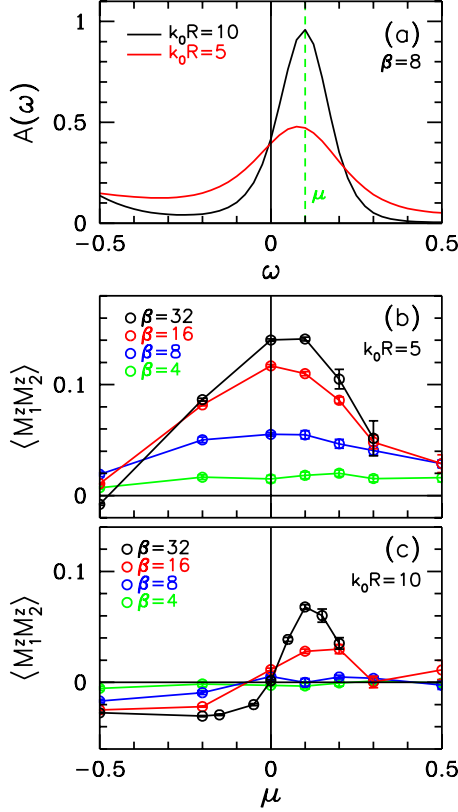 1
0.5
0
A(ω)
k₀R=10
k₀R=5
(a)
β=8
μ
−0.5 0 0.5
ω
0.1
0
⟨M₁ᶻM₂ᶻ⟩
β=32
β=16
β=8
β=4
(b)
k₀R=5
0.1
0
⟨M₁ᶻM₂ᶻ⟩
β=32
β=16
β=8
β=4
(c)
k₀R=10
−0.5 0 0.5
μ